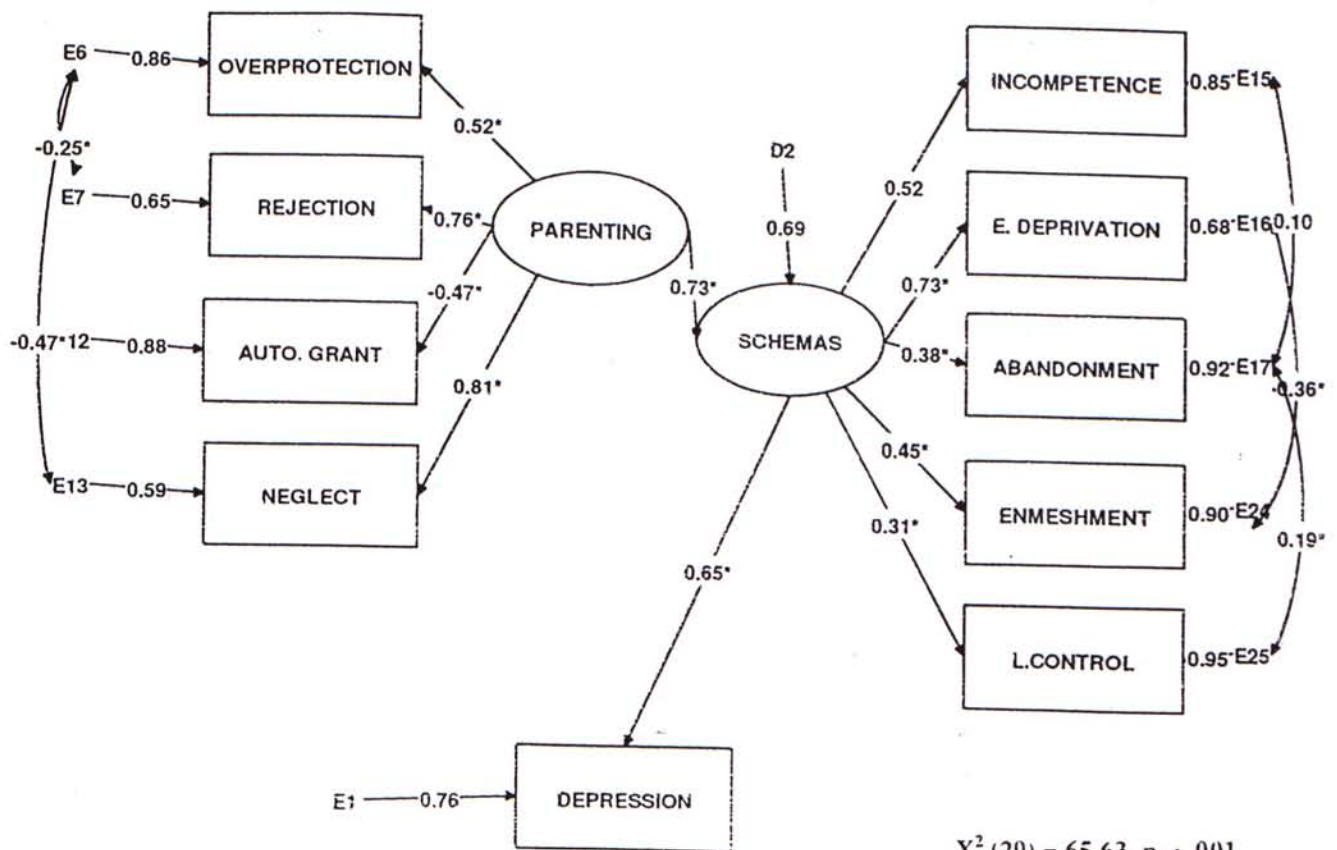 E6 0.86 OVERPROTECTION
0.52*
-0.25*
E7 0.65 REJECTION
0.76*
PARENTING
-0.47*
-0.47*12 0.88 AUTO. GRANT
0.81*
E13 0.59 NEGLECT
0.73*
D2
0.69
SCHEMAS
0.52
INCOMPETENCE 0.85 E15
0.73*
E. DEPRIVATION 0.68 E16
0.10
0.38*
ABANDONMENT 0.92 E17
-0.36*
0.45*
ENMESHMENT 0.90 E24
0.19*
0.31*
L.CONTROL 0.95 E25
0.65*
E1 0.76 DEPRESSION